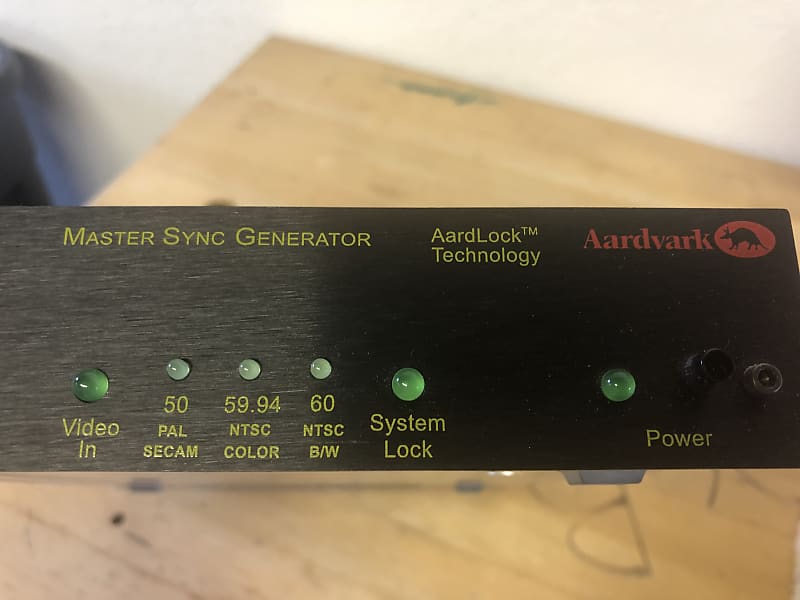 MASTER SYNC GENERATOR
AardLock™
Technology
Aardvark
50
59.94
60
Video
In
PAL
SECAM
NTSC
COLOR
NTSC
B/W
System
Lock
Power